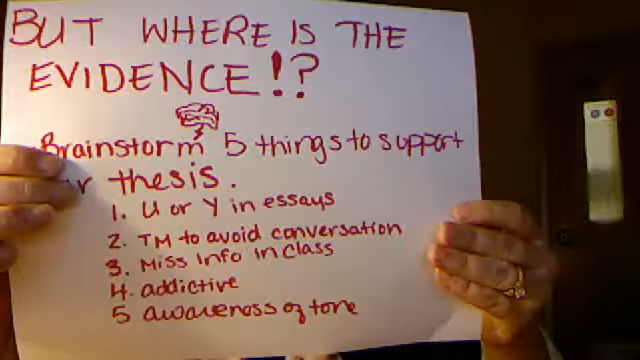 BUT WHERE IS THE
EVIDENCE!?
Brainstorm 5 things to support
thesis.
1. U or Y in essays
2. TM to avoid conversation
3. Miss Info in class
4. addictive
5 awareness of tone